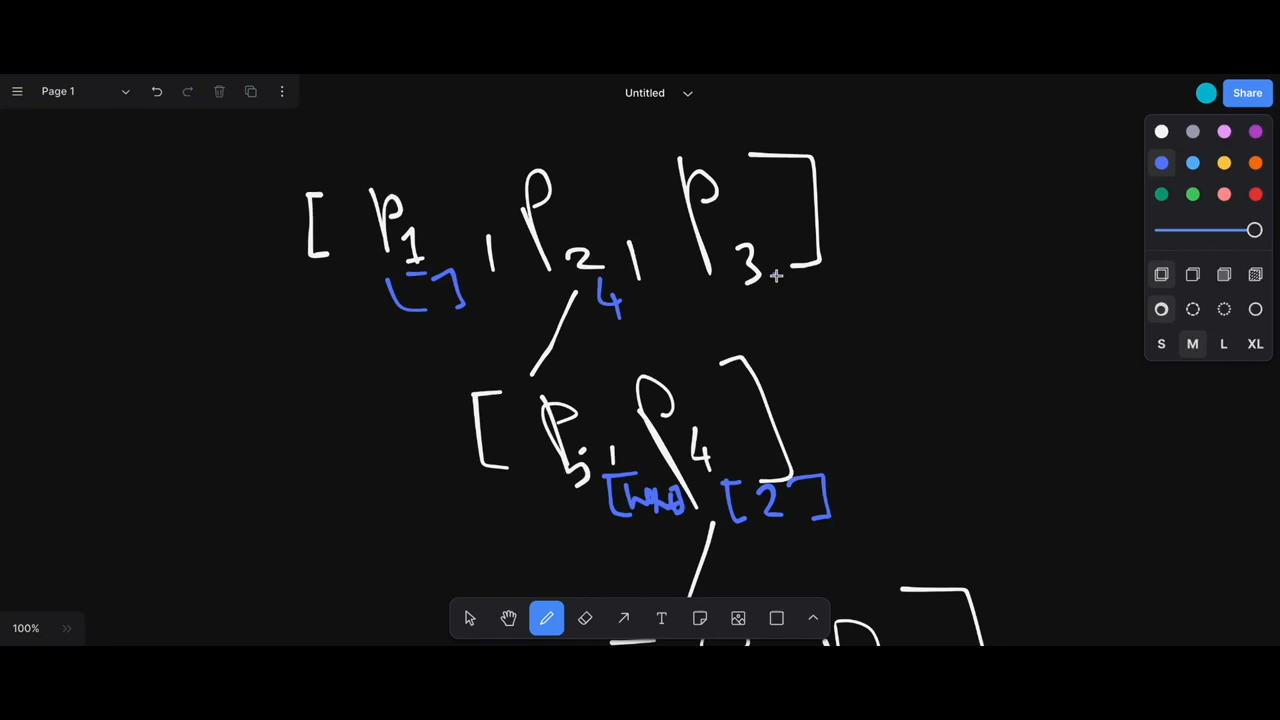 Page 1
Untitled
Share
[ P1 , P2 , P3 ]
[ ] 4
[ P5 , P4 ]
[ 2 ]
S M L XL
100%